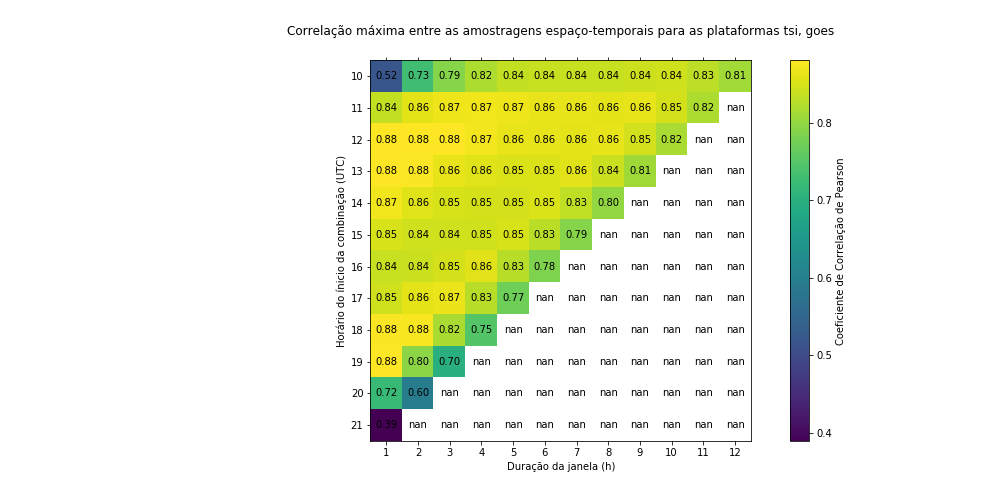 Correlação máxima entre as amostragens espaço-temporais para as plataformas tsi, goes
Horário do ínicio da combinação (UTC)
10 0.52 0.73 0.79 0.82 0.84 0.84 0.84 0.84 0.84 0.84 0.83 0.81
11 0.84 0.86 0.87 0.87 0.87 0.86 0.86 0.86 0.86 0.85 0.82 nan
12 0.88 0.88 0.88 0.87 0.86 0.86 0.86 0.86 0.85 0.82 nan nan
13 0.88 0.88 0.86 0.86 0.85 0.85 0.86 0.84 0.81 nan nan nan
14 0.87 0.86 0.85 0.85 0.85 0.85 0.83 0.80 nan nan nan nan
15 0.85 0.84 0.84 0.85 0.85 0.83 0.79 nan nan nan nan nan
16 0.84 0.84 0.85 0.86 0.83 0.78 nan nan nan nan nan nan
17 0.85 0.86 0.87 0.83 0.77 nan nan nan nan nan nan nan
18 0.88 0.88 0.82 0.75 nan nan nan nan nan nan nan nan
19 0.88 0.80 0.70 nan nan nan nan nan nan nan nan nan
20 0.72 0.60 nan nan nan nan nan nan nan nan nan nan
21 0.39 nan nan nan nan nan nan nan nan nan nan nan
1 2 3 4 5 6 7 8 9 10 11 12
Duração da janela (h)
0.8
0.7
0.6
0.5
0.4
Coeficiente de Correlação de Pearson